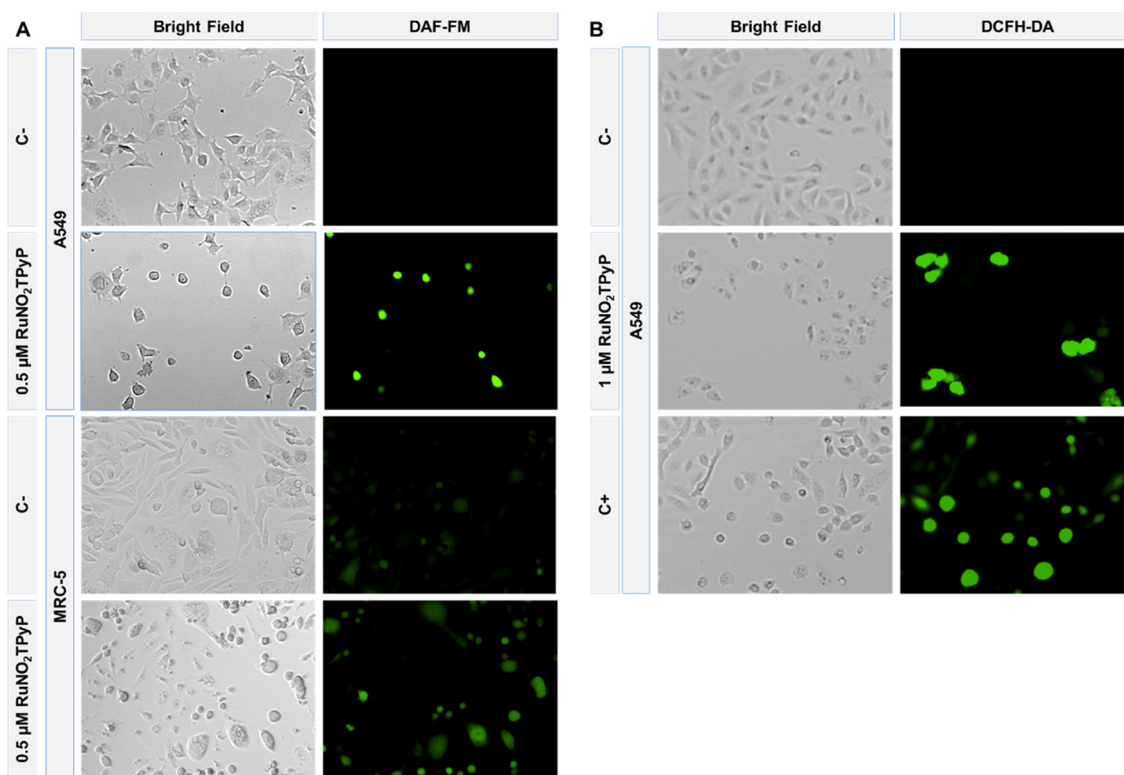 A
Bright Field
DAF-FM
C-
A549
0.5 µM RuNO₂TPyP
C-
MRC-5
0.5 µM RuNO₂TPyP
B
Bright Field
DCFH-DA
C-
A549
1 µM RuNO₂TPyP
C+